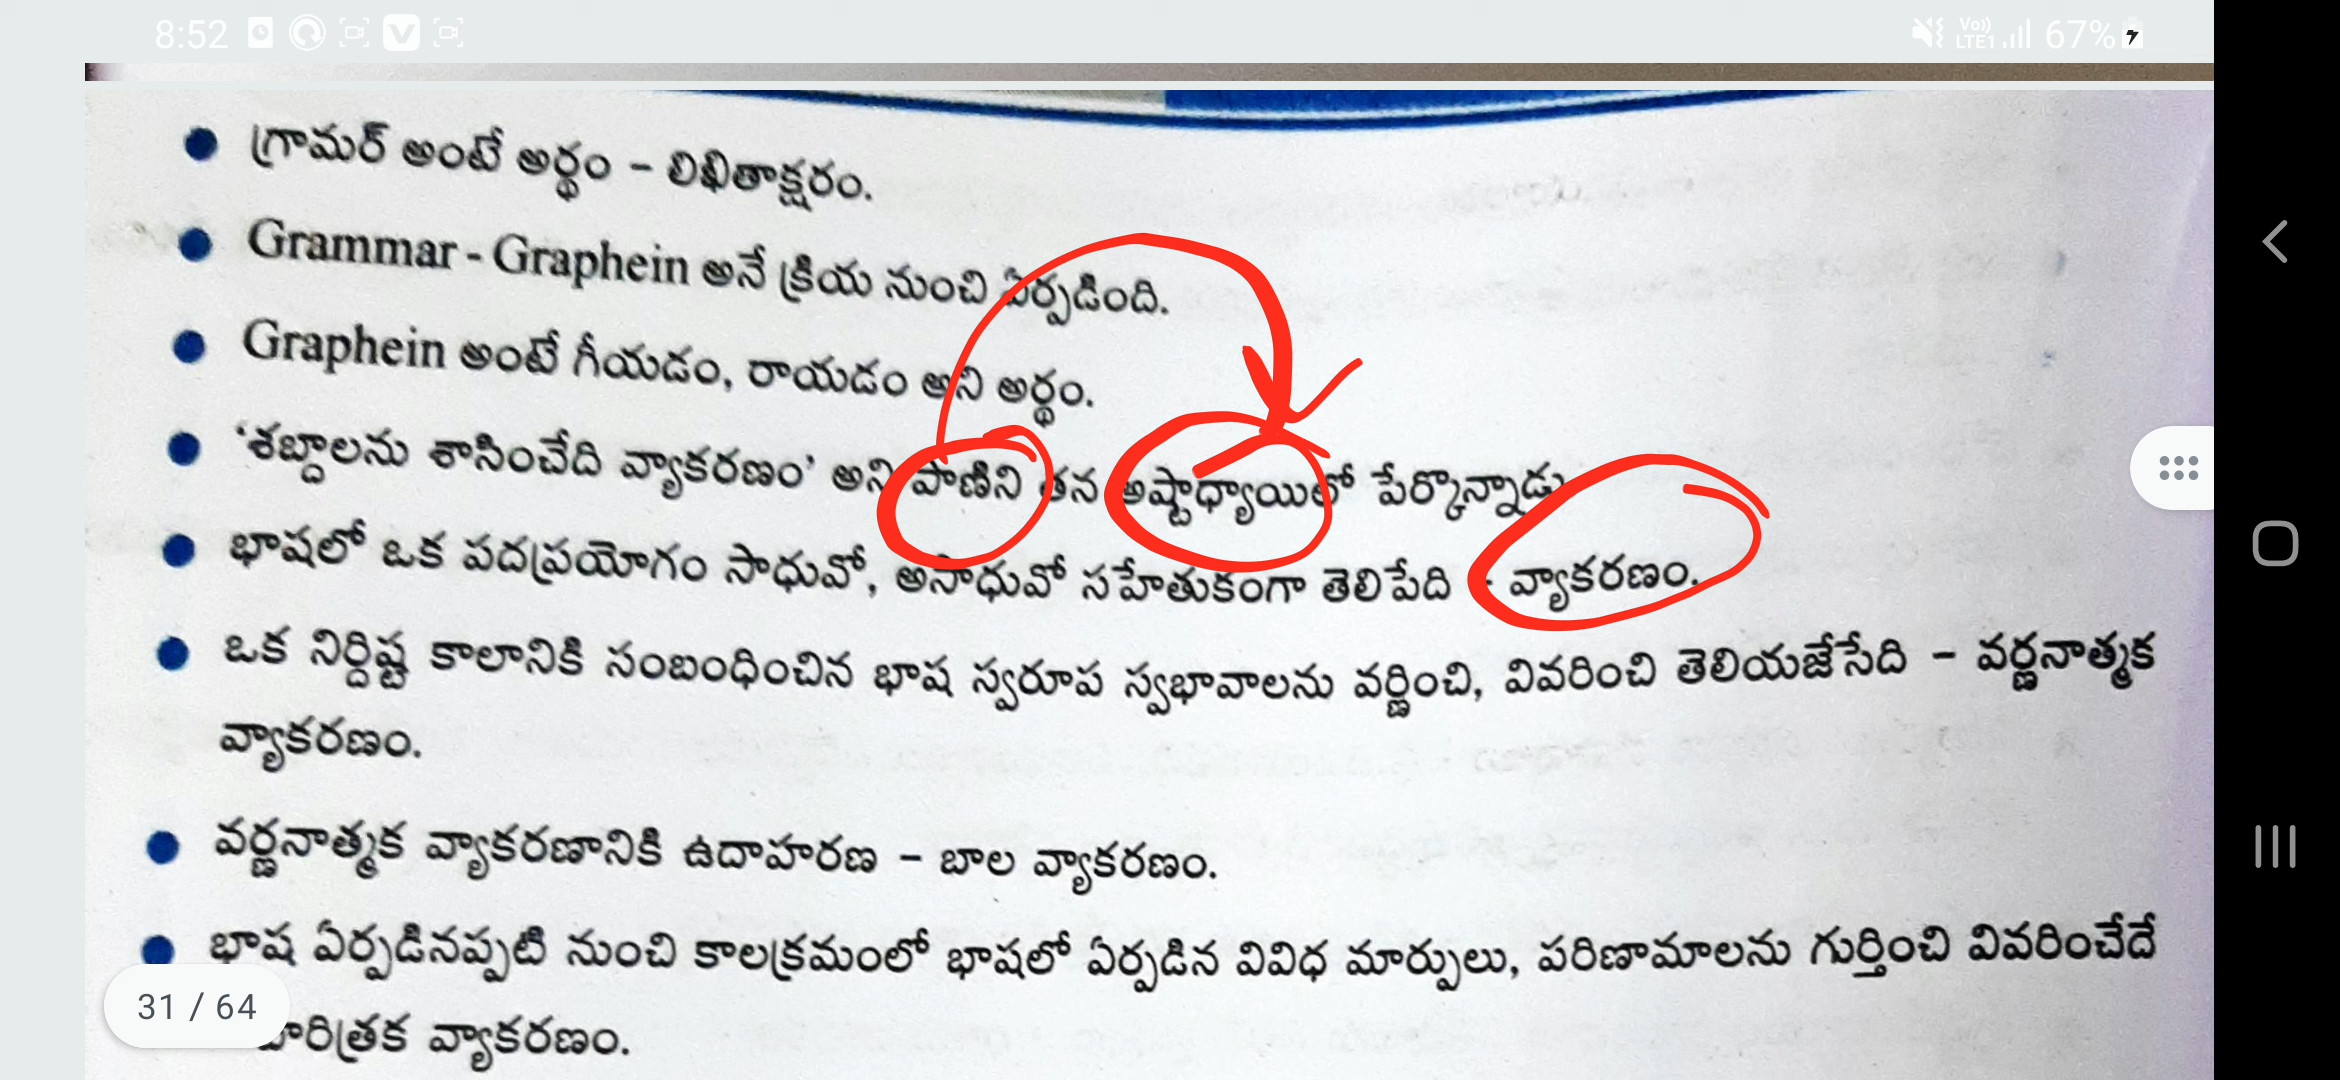 8:52
Vo)) LTE1 67%
గ్రామర్ అంటే అర్థం - లిఖితాక్షరం.
Grammar - Graphein అనే క్రియ నుంచి ఏర్పడింది.
Graphein అంటే గీయడం, రాయడం అని అర్థం.
'శబ్దాలను శాసించేది వ్యాకరణం' అని పాణిని తన అష్టాధ్యాయిలో పేర్కొన్నాడు
భాషలో ఒక పదప్రయోగం సాధువో, అసాధువో సహేతుకంగా తెలిపేది - వ్యాకరణం.
ఒక నిర్దిష్ట కాలానికి సంబంధించిన భాష స్వరూప స్వభావాలను వర్ణించి, వివరించి తెలియజేసేది - వర్ణనాత్మక
వ్యాకరణం.
వర్ణనాత్మక వ్యాకరణానికి ఉదాహరణ - బాల వ్యాకరణం.
భాష ఏర్పడినప్పటి నుంచి కాలక్రమంలో భాషలో ఏర్పడిన వివిధ మార్పులు, పరిణామాలను గుర్తించి వివరించేదే
31 / 64
వ్యాకరణం.